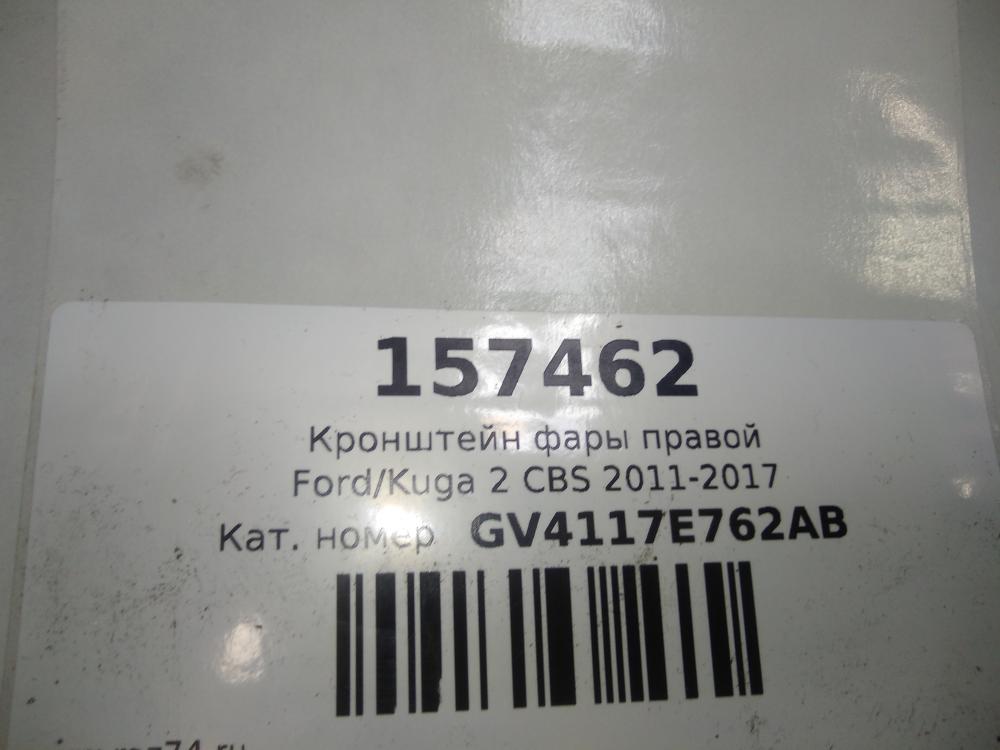 157462
Кронштейн фары правой
Ford/Kuga 2 CBS 2011-2017
Кат. номер GV4117E762AB